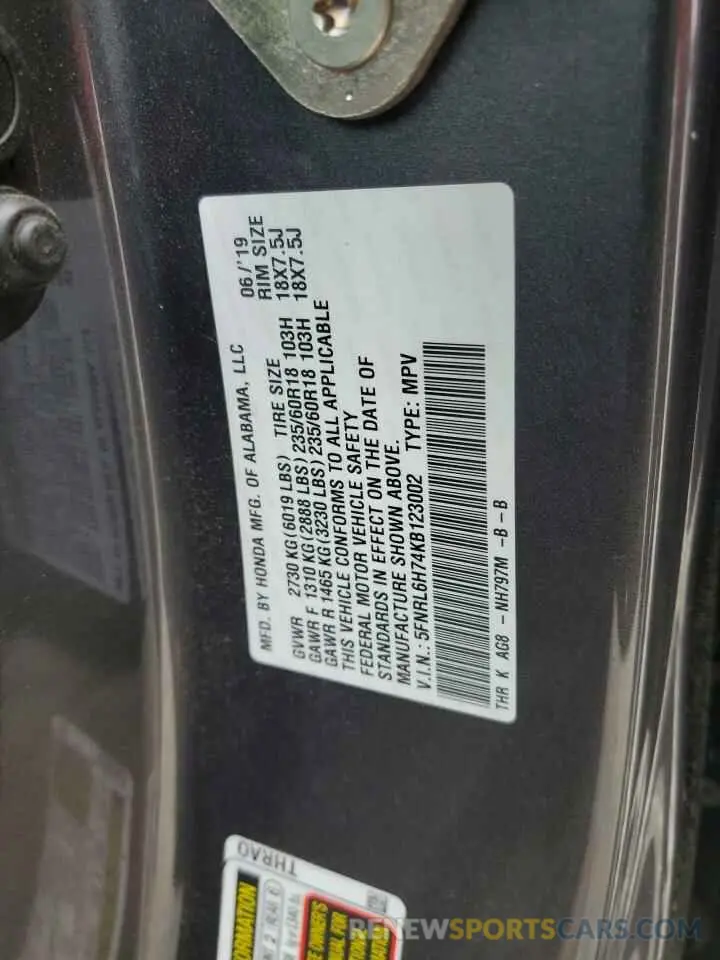 MFD. BY HONDA MFG. OF ALABAMA, LLC 06/'19
GVWR 2730 KG(6019 LBS) TIRE SIZE RIM SIZE
GAWR F 1310 KG(2888 LBS) 235/60R18 103H 18X7.5J
GAWR R 1465 KG(3230 LBS) 235/60R18 103H 18X7.5J
THIS VEHICLE CONFORMS TO ALL APPLICABLE
FEDERAL MOTOR VEHICLE SAFETY
STANDARDS IN EFFECT ON THE DATE OF
MANUFACTURE SHOWN ABOVE.
V.I.N.: 5FNRL6H74KB123002 TYPE: MPV
THR K AG8 - NH797M -B - B
THRA0
RENEWSPORTSCARS.COM